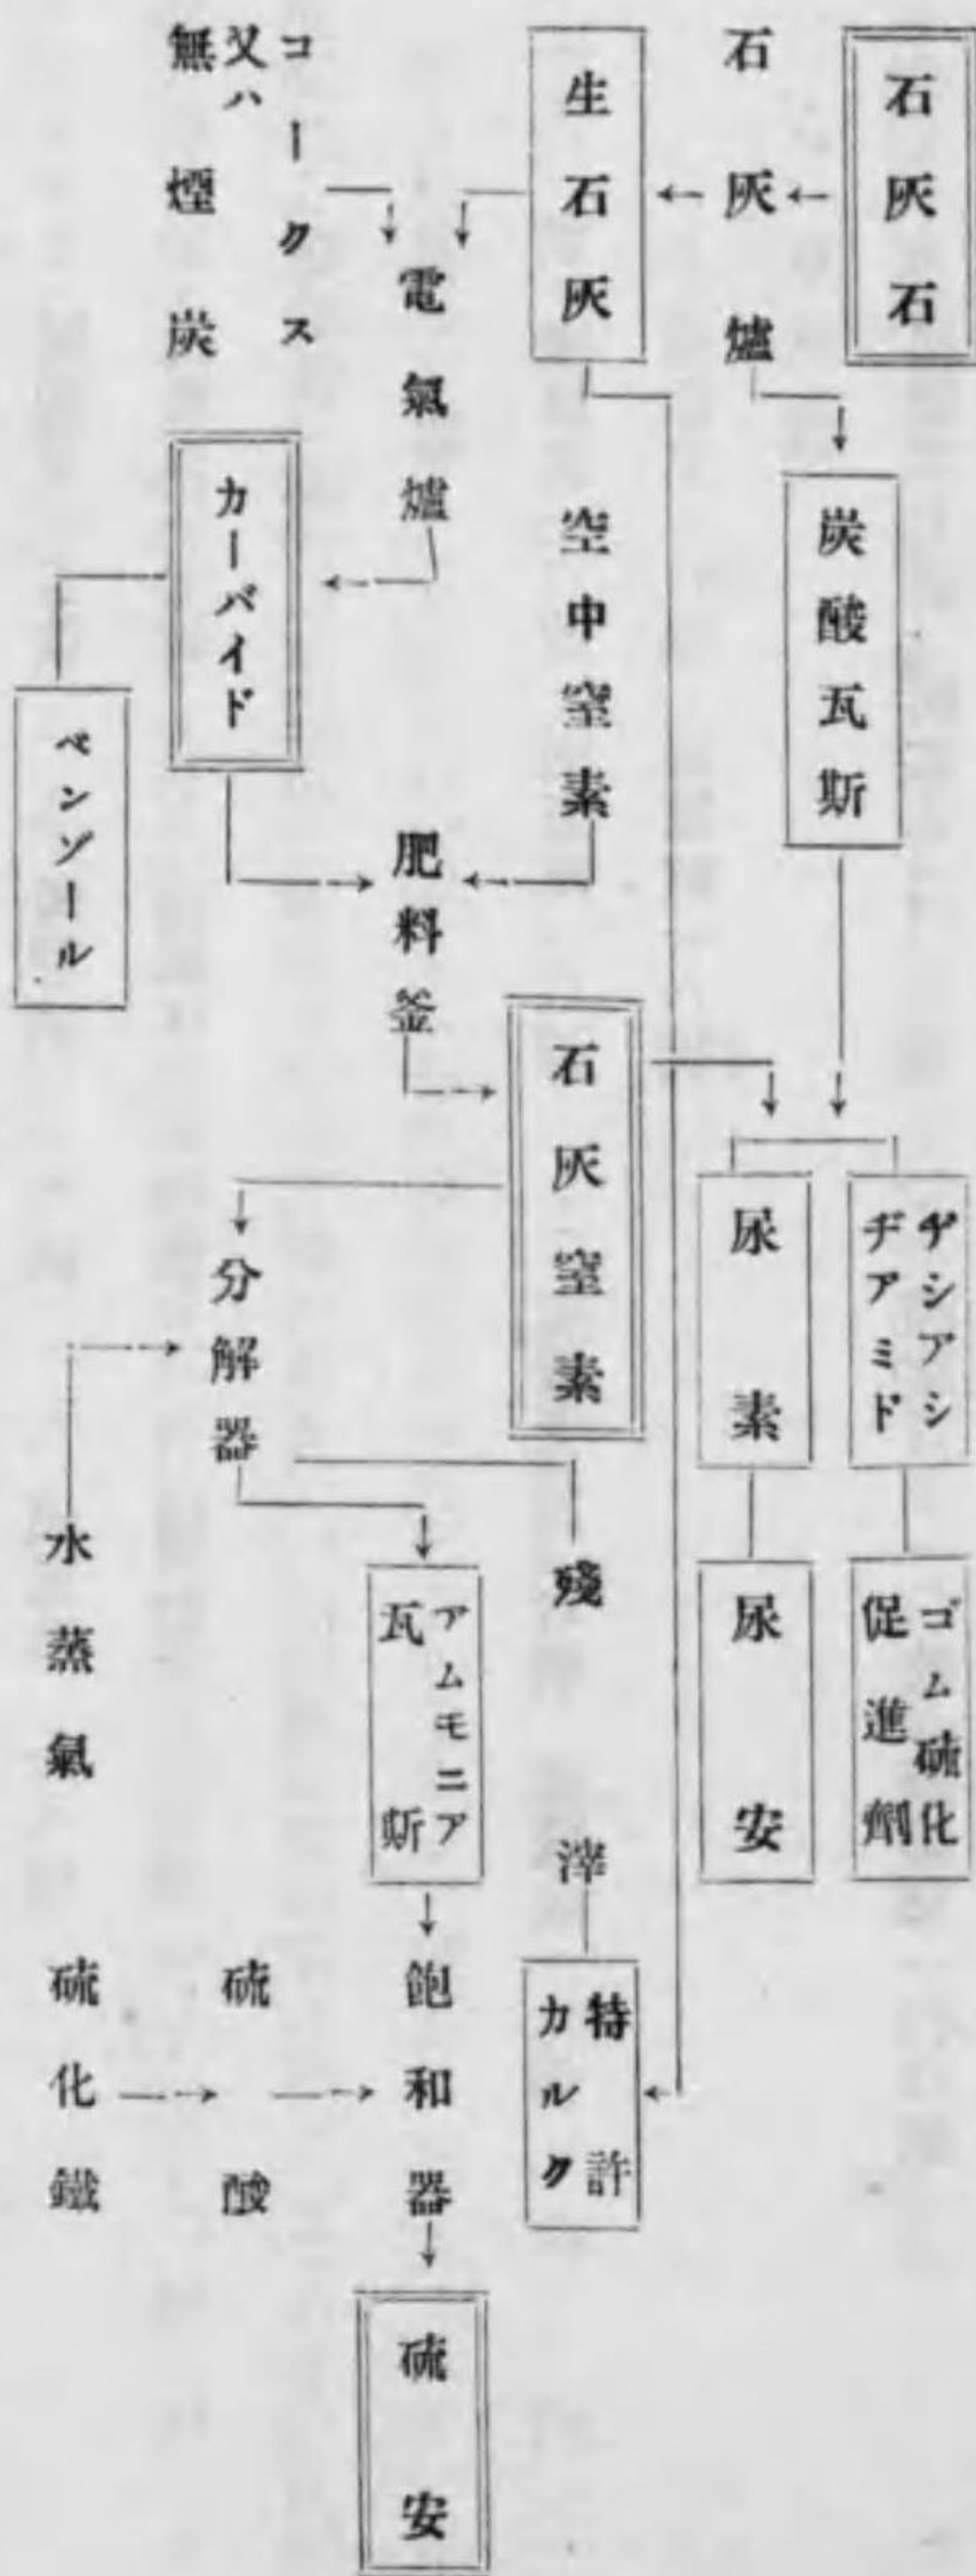 石灰石
石灰爐
生石灰
コークス
又ハ
無煙炭
電氣爐
炭酸瓦斯
空中窒素
カーバイド
ベンゾール
肥料釜
石灰窒素
ヂシアン
ヂアミド
尿素
ゴム硫化
促進劑
尿安
分解器
水蒸氣
殘滓
アムモニア
瓦斯
特許
カルク
飽和器
硫酸
硫化鐵
硫安